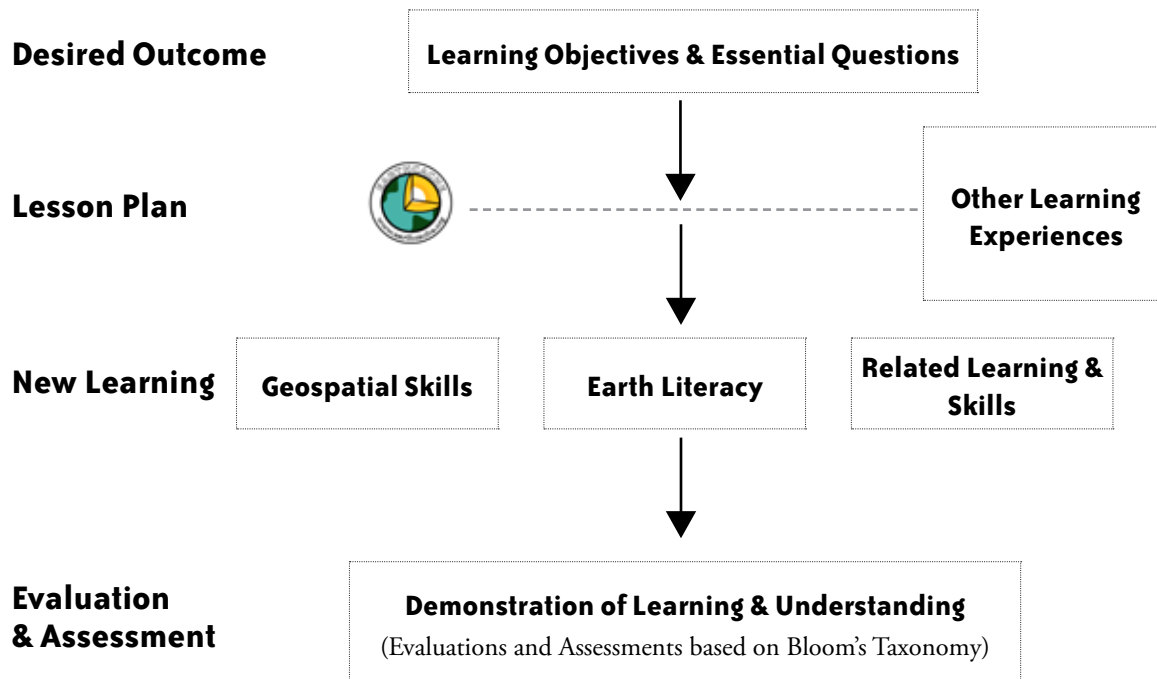 Desired Outcome
Learning Objectives & Essential Questions
Lesson Plan
Other Learning
Experiences
New Learning
Geospatial Skills
Earth Literacy
Related Learning &
Skills
Evaluation
& Assessment
Demonstration of Learning & Understanding
(Evaluations and Assessments based on Bloom’s Taxonomy)